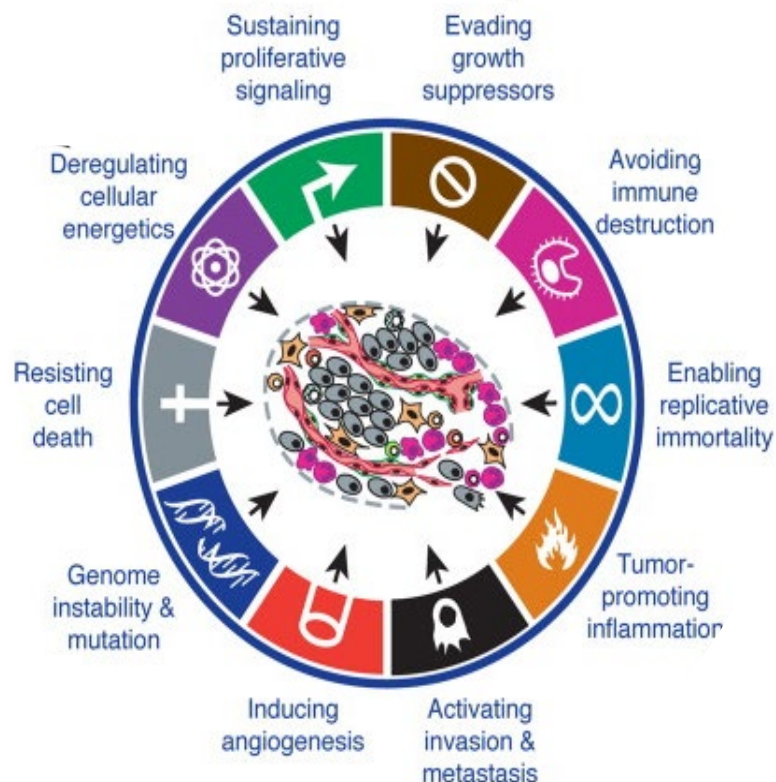 Sustaining
proliferative
signaling
Evading
growth
suppressors
Avoiding
immune
destruction
Enabling
replicative
immortality
Tumor-
promoting
inflammation
Activating
invasion &
metastasis
Inducing
angiogenesis
Genome
instability &
mutation
Resisting
cell
death
Deregulating
cellular
energetics